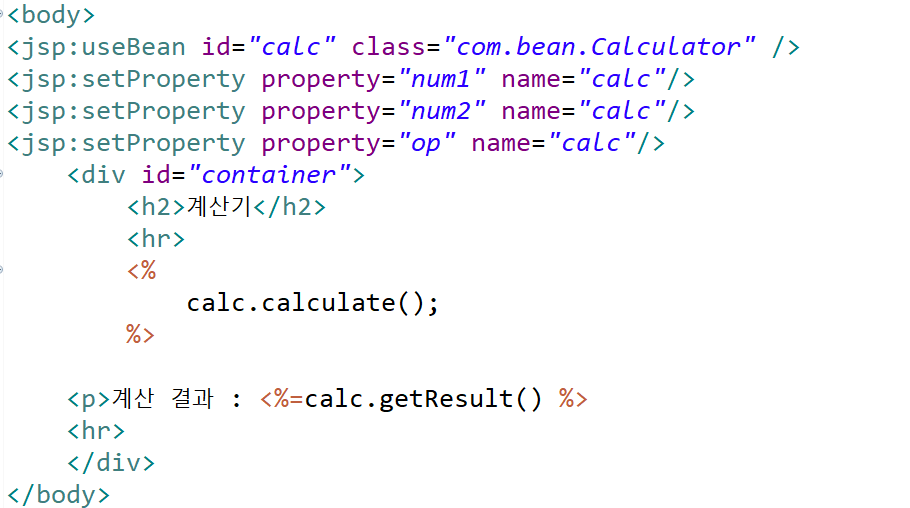 <body>
<jsp:useBean id="calc" class="com.bean.Calculator" />
<jsp:setProperty property="num1" name="calc"/>
<jsp:setProperty property="num2" name="calc"/>
<jsp:setProperty property="op" name="calc"/>
<div id="container">
<h2>계산기</h2>
<hr>
<%
calc.calculate();
%>
<p>계산 결과 : <%=calc.getResult() %>
<hr>
</div>
</body>